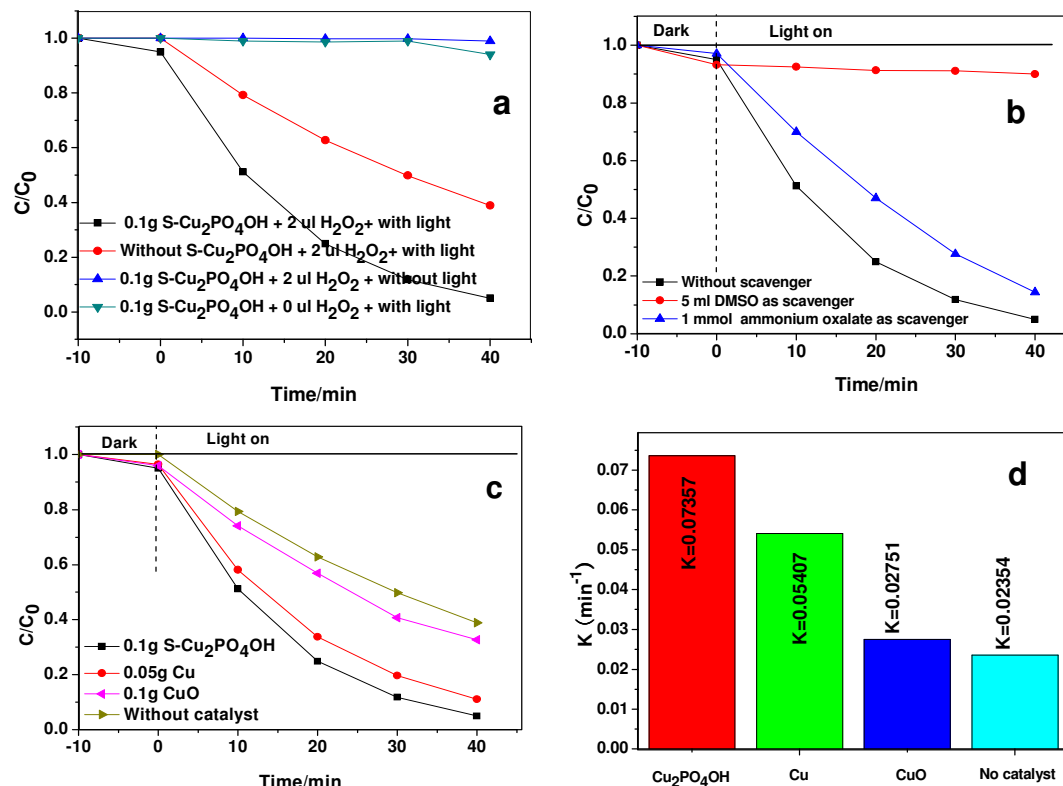 a
C/C₀
1.0
0.8
0.6
0.4
0.2
0.0
0.1g S-Cu₂PO₄OH + 2 ul H₂O₂+ with light
Without S-Cu₂PO₄OH + 2 ul H₂O₂+ with light
0.1g S-Cu₂PO₄OH + 2 ul H₂O₂ + without light
0.1g S-Cu₂PO₄OH + 0 ul H₂O₂ + with light
-10 0 10 20 30 40
Time/min
Dark Light on
b
C/C₀
1.0
0.8
0.6
0.4
0.2
0.0
Without scavenger
5 ml DMSO as scavenger
1 mmol ammonium oxalate as scavenger
-10 0 10 20 30 40
Time/min
Dark Light on
c
C/C₀
1.0
0.8
0.6
0.4
0.2
0.0
0.1g S-Cu₂PO₄OH
0.05g Cu
0.1g CuO
Without catalyst
-10 0 10 20 30 40
Time/min
d
K (min⁻¹)
0.07
0.06
0.05
0.04
0.03
0.02
0.01
0.00
K=0.07357
K=0.05407
K=0.02751
K=0.02354
Cu₂PO₄OH Cu CuO No catalyst